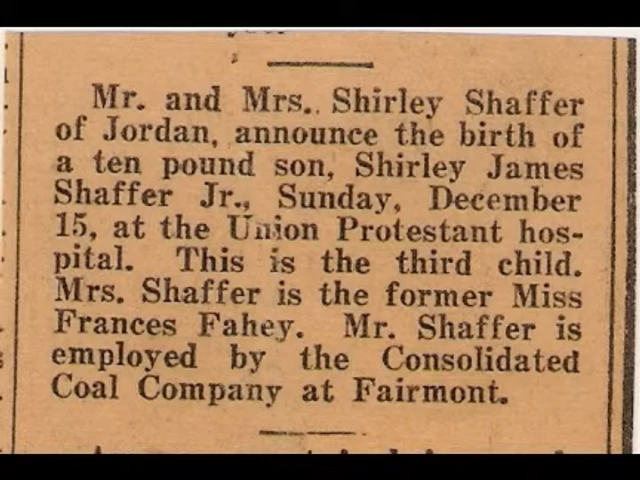 Mr. and Mrs. Shirley Shaffer
of Jordan, announce the birth of
a ten pound son, Shirley James
Shaffer Jr., Sunday, December
15, at the Union Protestant hos-
pital. This is the third child.
Mrs. Shaffer is the former Miss
Frances Fahey. Mr. Shaffer is
employed by the Consolidated
Coal Company at Fairmont.